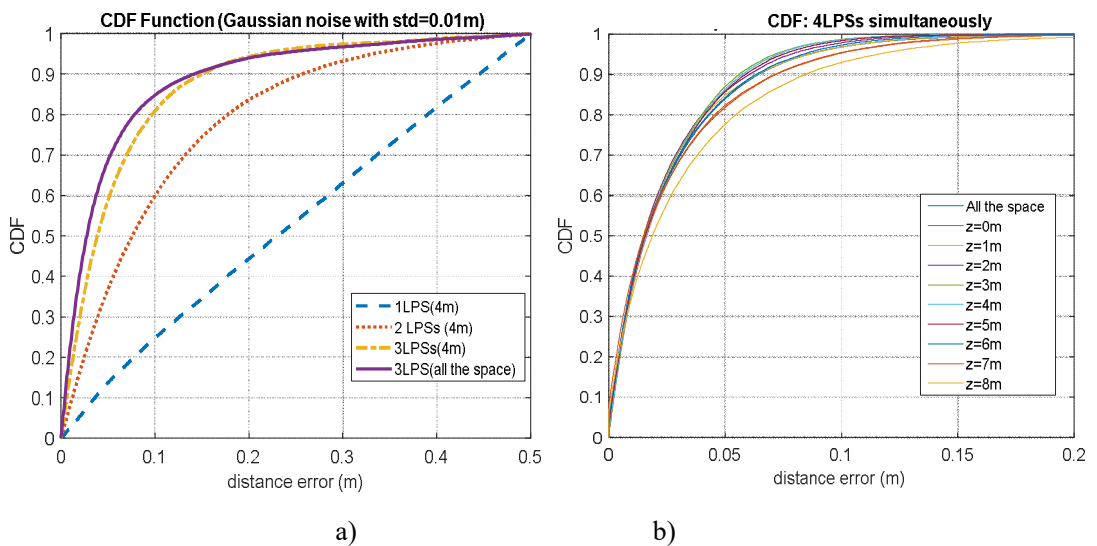 CDF Function (Gaussian noise with std=0.01m)
1
0.9
0.8
0.7
0.6
0.5
0.4
0.3
0.2
0.1
0
CDF
0 0.1 0.2 0.3 0.4 0.5
distance error (m)
1LPS(4m)
2 LPSs (4m)
3LPSs(4m)
3LPS(all the space)
a)
CDF: 4LPSs simultaneously
1
0.9
0.8
0.7
0.6
0.5
0.4
0.3
0.2
0.1
0
CDF
0 0.05 0.1 0.15 0.2
distance error (m)
All the space
z=0m
z=1m
z=2m
z=3m
z=4m
z=5m
z=6m
z=7m
z=8m
b)